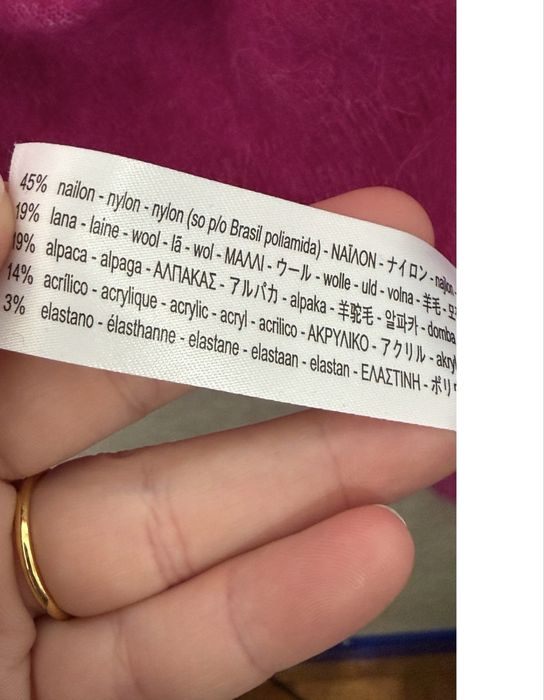 45% nailon - nylon - nylon (so p/o Brasil poliamida) - ΝΑΪΛΟΝ - ナイロン - najlon -
19% lana - laine - wool - lã - wol - ΜΑΛΛΙ - ウール - wolle - uld - volna - 羊毛 -
19% alpaca - alpaga - ΑΛΠΑΚΑΣ - アルパカ - alpaka - 羊驼毛 - 알파카 - domba
14% acrílico - acrylique - acrylic - acryl - acrilico - ΑΚΡΥΛΙΚΟ - アクリル -
3% elastano - élasthanne - elastane - elastaan - elastan - ΕΛΑΣΤΙΝΗ -